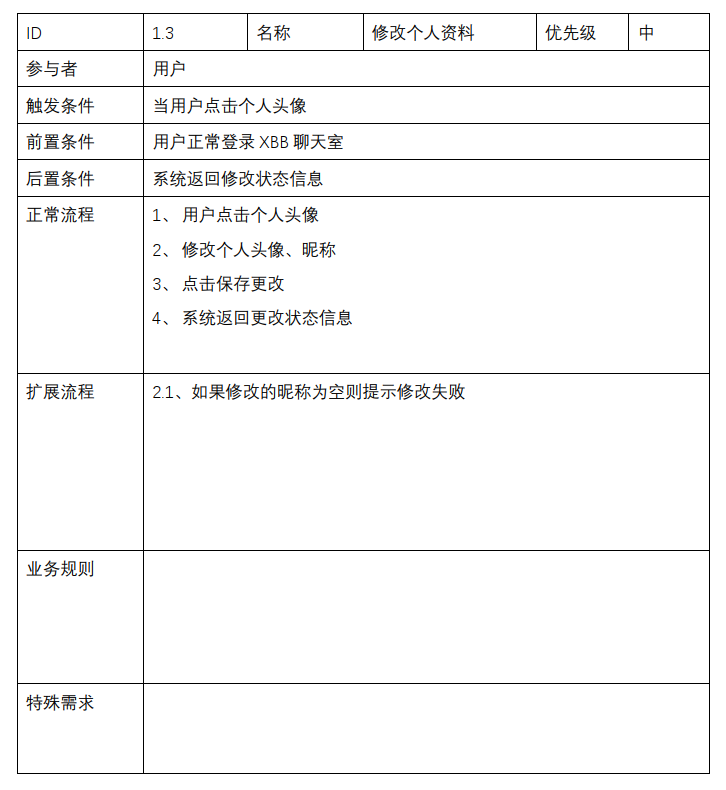 ID 1.3 名称 修改个人资料 优先级 中
参与者 用户
触发条件 当用户点击个人头像
前置条件 用户正常登录 XBB 聊天室
后置条件 系统返回修改状态信息
正常流程 1、 用户点击个人头像
2、 修改个人头像、昵称
3、 点击保存更改
4、 系统返回更改状态信息
扩展流程 2.1、如果修改的昵称为空则提示修改失败
业务规则
特殊需求